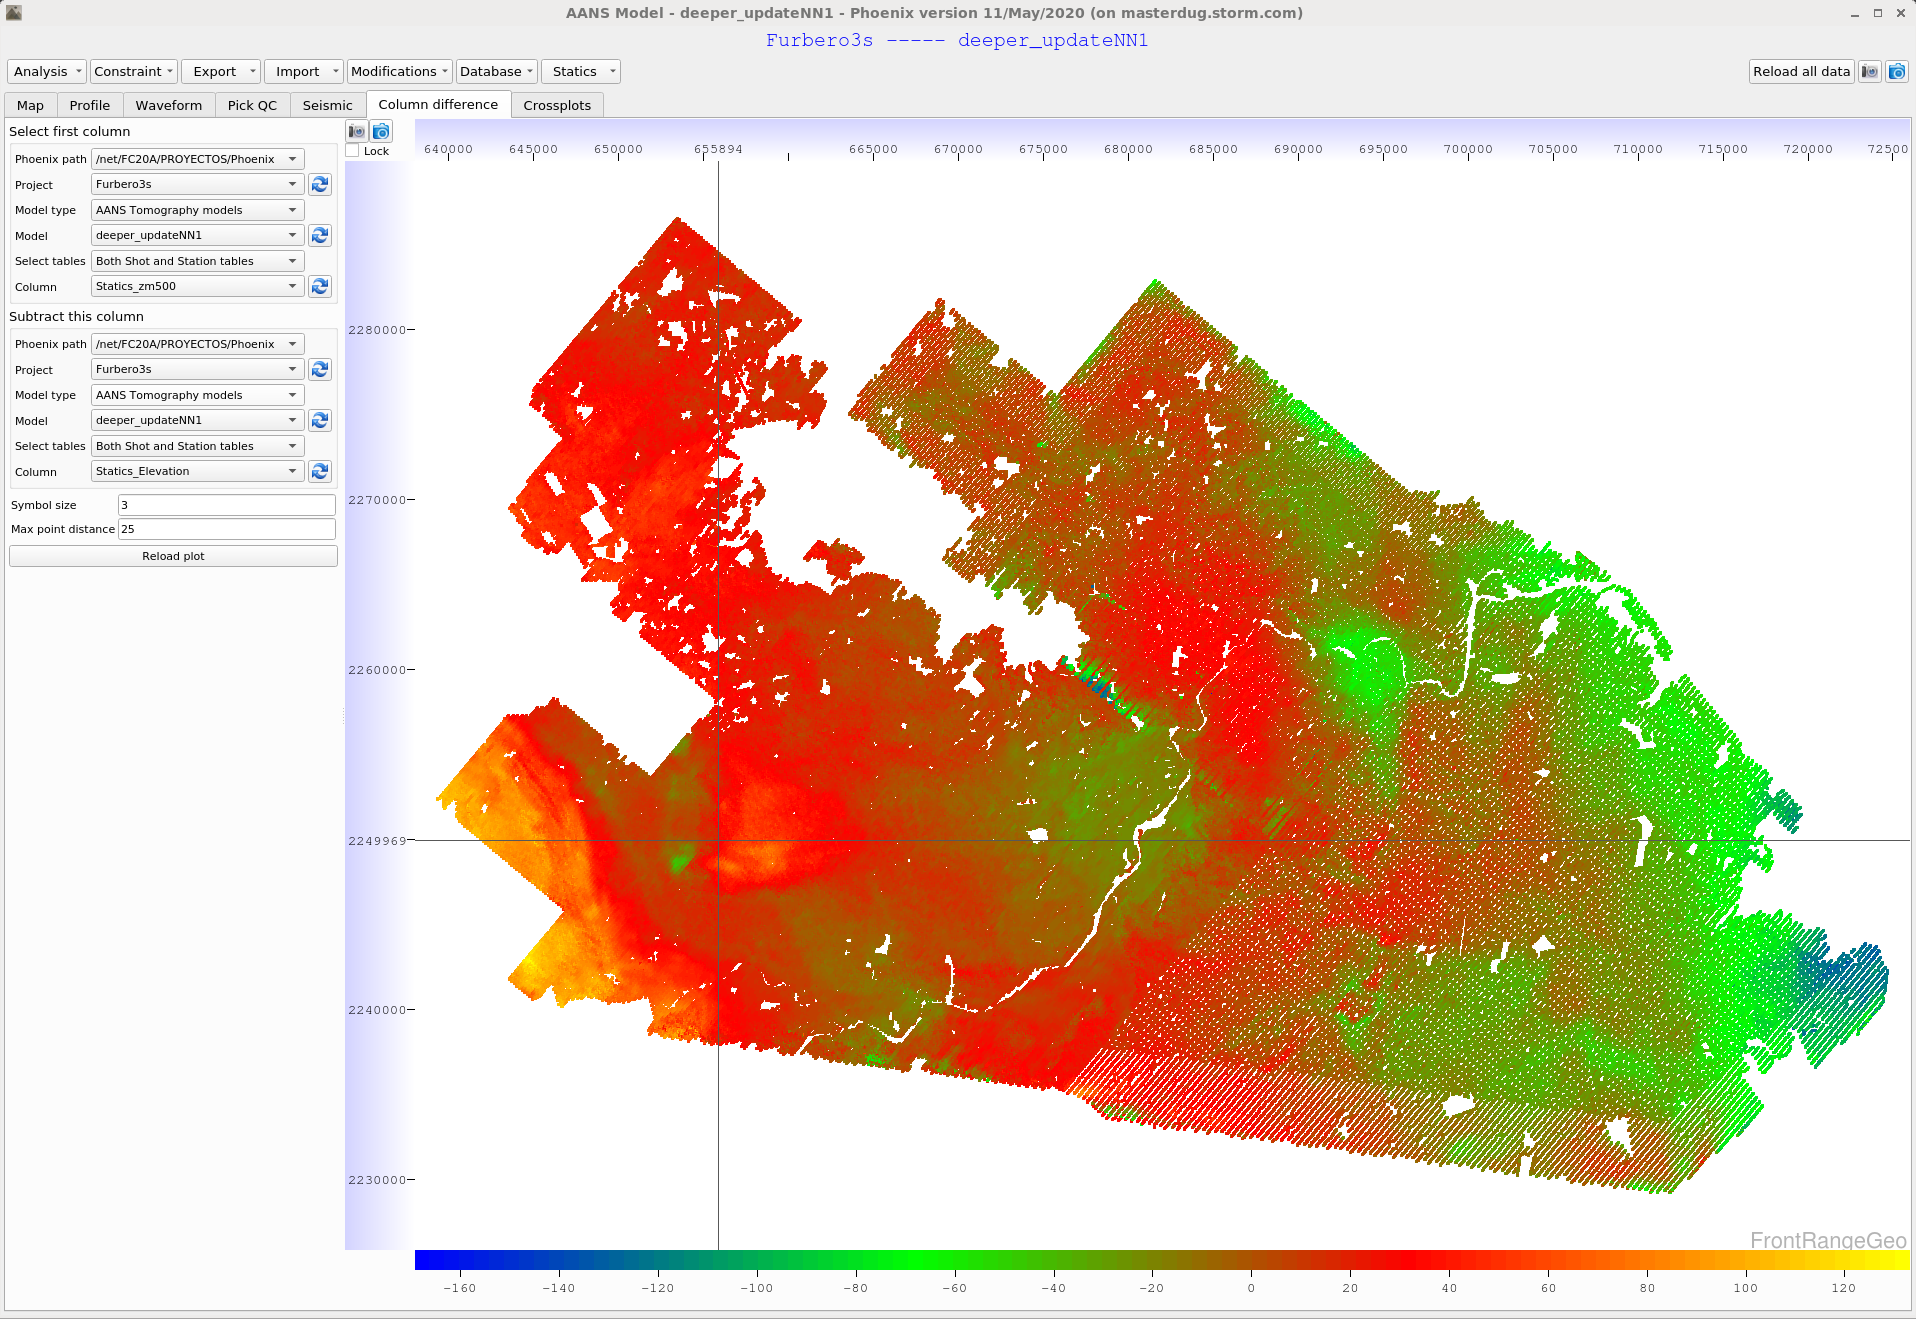 AANS Model - deeper_updateNN1 - Phoenix version 11/May/2020 (on masterdug.storm.com)
Furbero3s ----- deeper_updateNN1
Analysis Constraint Export Import Modifications Database Statics Reload all data
Map Profile Waveform Pick QC Seismic Column difference Crossplots
Select first column
Phoenix path /net/FC20A/PROYECTOS/Phoenix
Project Furbero3s
Model type AANS Tomography models
Model deeper_updateNN1
Select tables Both Shot and Station tables
Column Statics_zm500
Subtract this column
Phoenix path /net/FC20A/PROYECTOS/Phoenix
Project Furbero3s
Model type AANS Tomography models
Model deeper_updateNN1
Select tables Both Shot and Station tables
Column Statics_Elevation
Symbol size 3
Max point distance 25
Reload plot
Lock
640000 645000 650000 655894 665000 670000 675000 680000 685000 690000 695000 700000 705000 710000 715000 720000 72500
2280000
2270000
2260000
2249969
2240000
2230000
FrontRangeGeo
-160 -140 -120 -100 -80 -60 -40 -20 0 20 40 60 80 100 120